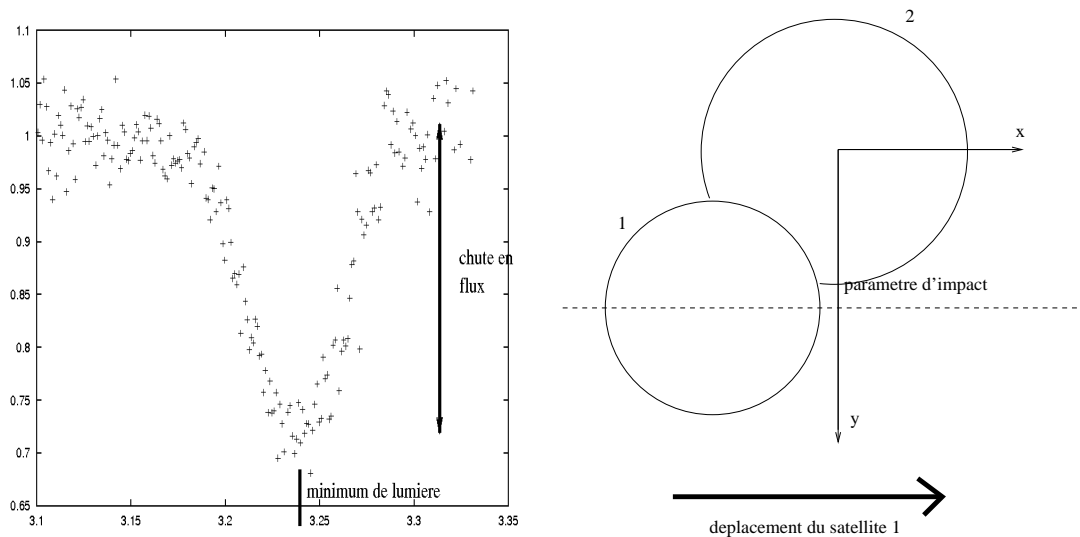 1.1
1.05
1
0.95
0.9
0.85
0.8
0.75
0.7
0.65
3.1
3.15
3.2
3.25
3.3
3.35
chute en
flux
minimum de lumiere
2
x
1
parametre d'impact
y
deplacement du satellite 1